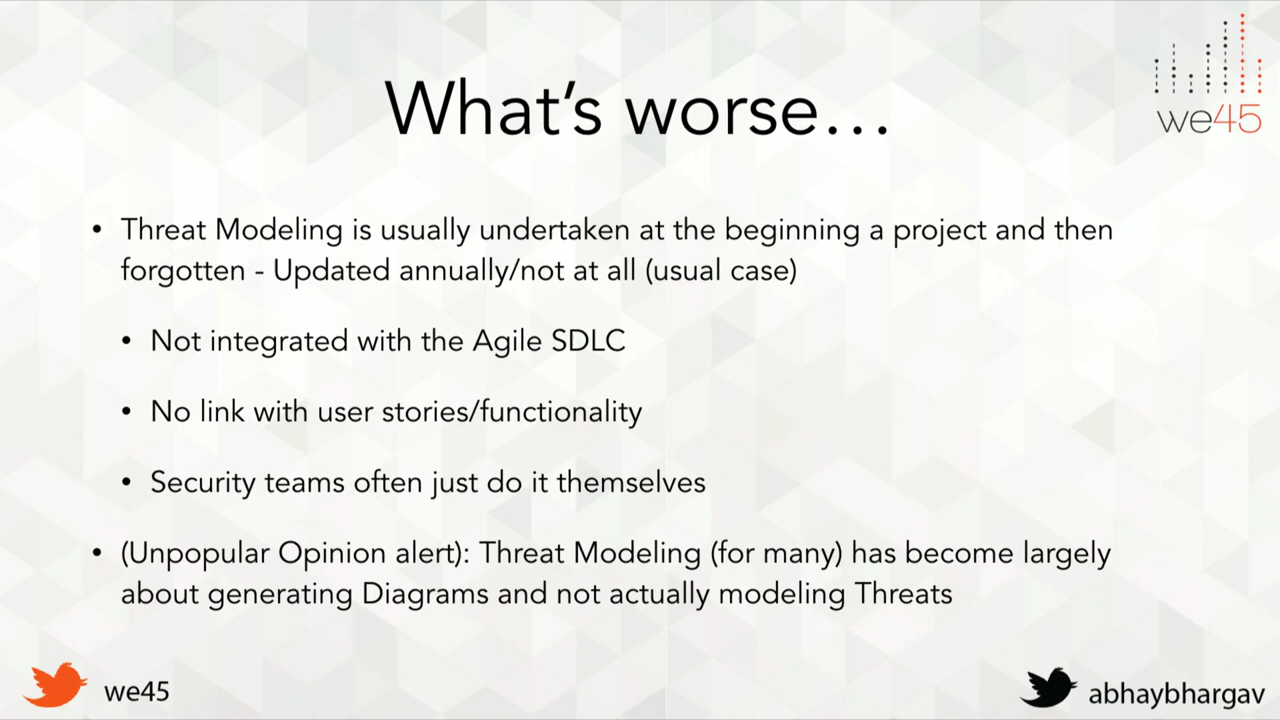 we45
What's worse…
• Threat Modeling is usually undertaken at the beginning a project and then
forgotten - Updated annually/not at all (usual case)
• Not integrated with the Agile SDLC
• No link with user stories/functionality
• Security teams often just do it themselves
• (Unpopular Opinion alert): Threat Modeling (for many) has become largely
about generating Diagrams and not actually modeling Threats
we45
abhaybhargav